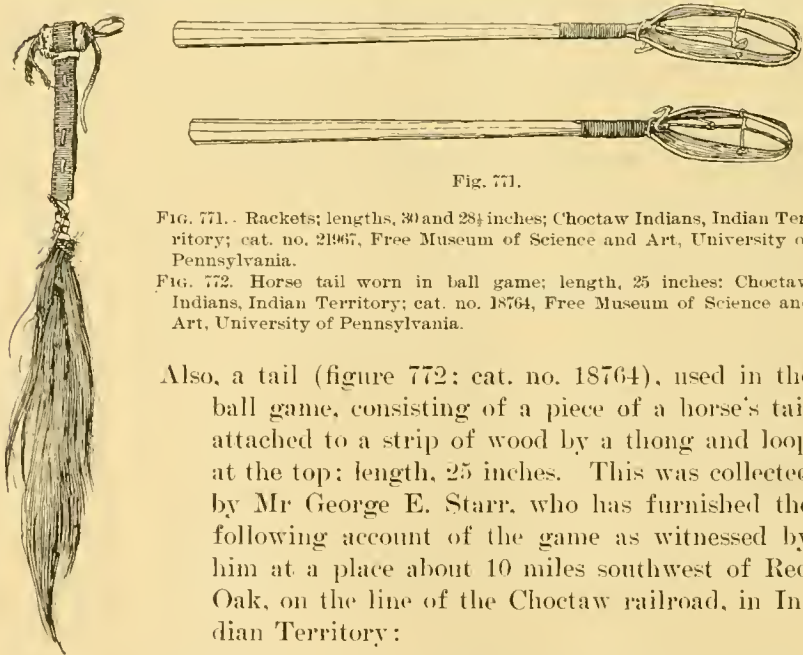 Fig. 771.
FIG. 771. - Rackets; lengths, 30 and 28½ inches; Choctaw Indians, Indian Ter
ritory; cat. no. 21967, Free Museum of Science and Art, University o
Pennsylvania.
FIG. 772. Horse tail worn in ball game; length, 25 inches: Choctaw
Indians, Indian Territory; cat. no. 18764, Free Museum of Science an
Art, University of Pennsylvania.
Also, a tail (figure 772; cat. no. 18764), used in th
ball game, consisting of a piece of a horse's tai
attached to a strip of wood by a thong and loop
at the top; length, 25 inches. This was collected
by Mr George E. Starr, who has furnished the
following account of the game as witnessed by
him at a place about 10 miles southwest of Red
Oak, on the line of the Choctaw railroad, in In
dian Territory: